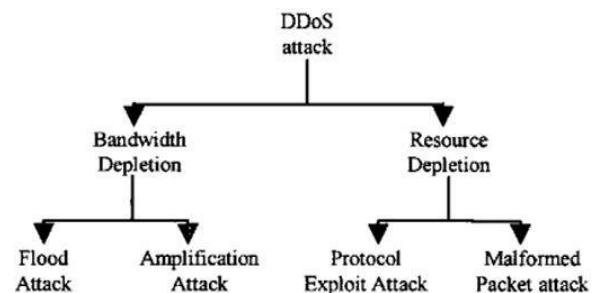 DDoS
attack
Bandwidth
Depletion
Resource
Depletion
Flood
Attack
Amplification
Attack
Protocol
Exploit Attack
Malformed
Packet attack